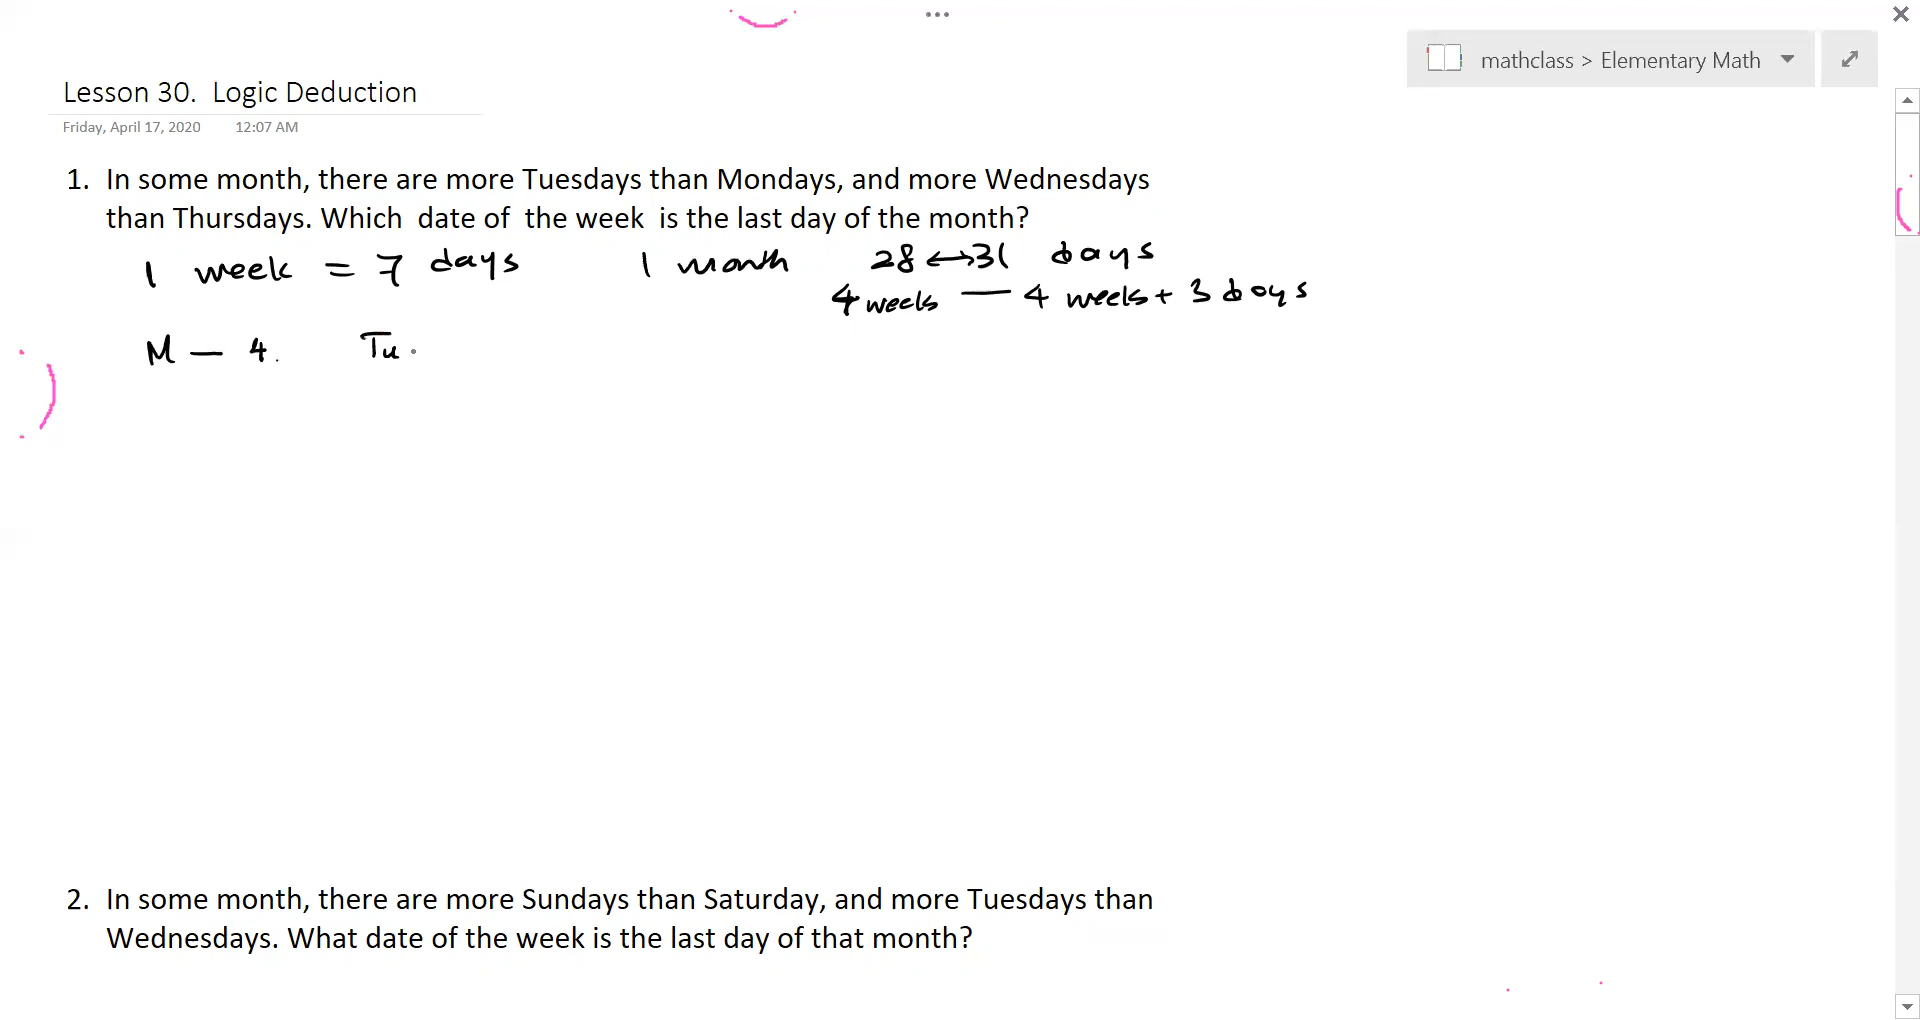 mathclass > Elementary Math
Lesson 30. Logic Deduction
Friday, April 17, 2020 12:07 AM
1. In some month, there are more Tuesdays than Mondays, and more Wednesdays
than Thursdays. Which date of the week is the last day of the month?
1 week = 7 days 1 month 28 ↔ 31 days
4 weeks — 4 weeks + 3 days
M — 4. Tu.
2. In some month, there are more Sundays than Saturday, and more Tuesdays than
Wednesdays. What date of the week is the last day of that month?